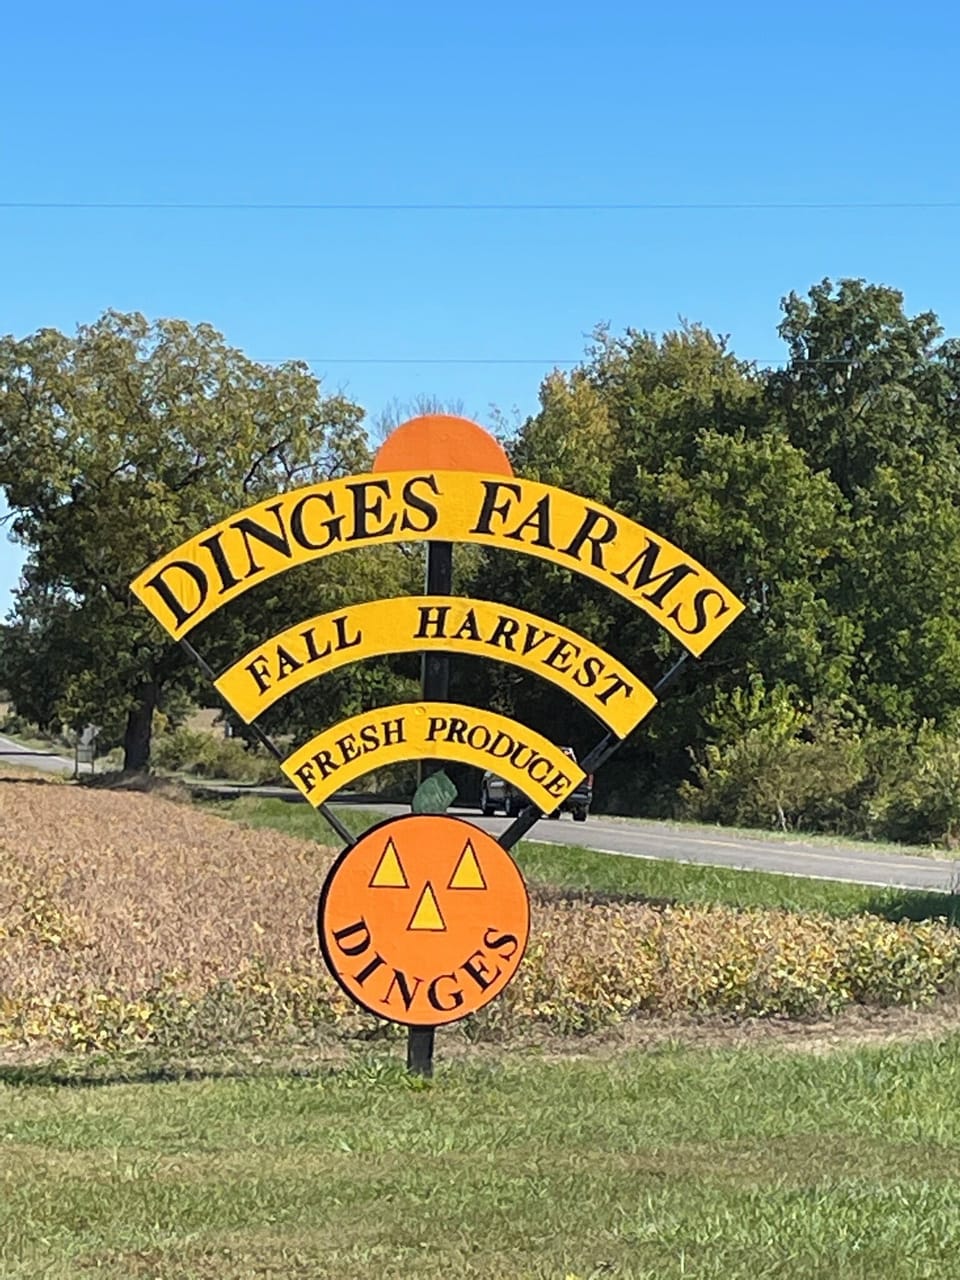 DINGES FARMS
FALL HARVEST
FRESH PRODUCE
DINGES